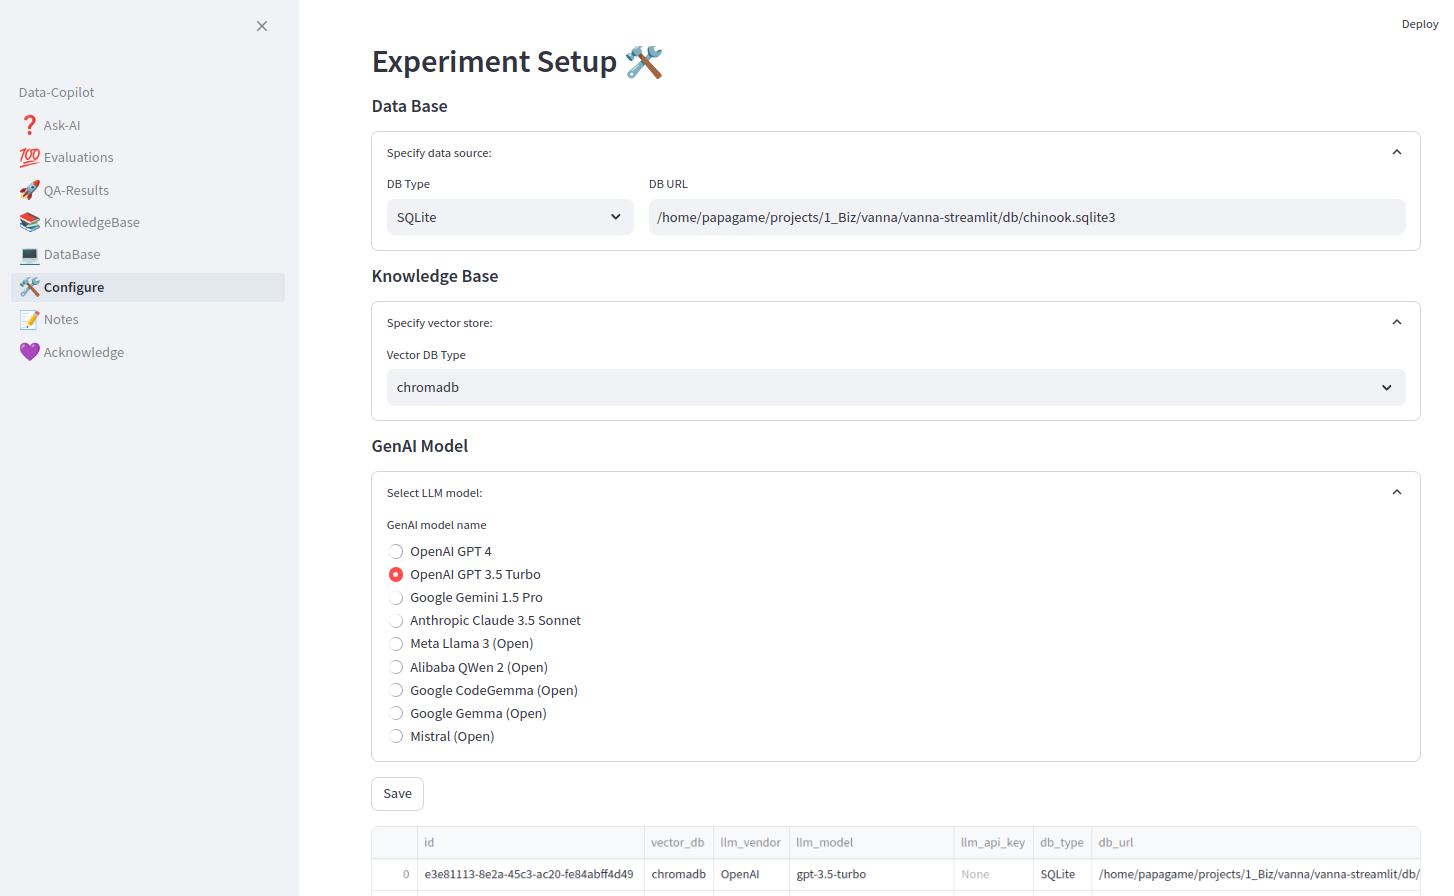 Deploy
Data-Copilot
Ask-AI
Evaluations
QA-Results
KnowledgeBase
DataBase
Configure
Notes
Acknowledge
Experiment Setup
Data Base
Specify data source:
DB Type DB URL
SQLite /home/papagame/projects/1_Biz/vanna/vanna-streamlit/db/chinook.sqlite3
Knowledge Base
Specify vector store:
Vector DB Type
chromadb
GenAI Model
Select LLM model:
GenAI model name
OpenAI GPT 4
OpenAI GPT 3.5 Turbo
Google Gemini 1.5 Pro
Anthropic Claude 3.5 Sonnet
Meta Llama 3 (Open)
Alibaba QWen 2 (Open)
Google CodeGemma (Open)
Google Gemma (Open)
Mistral (Open)
Save
id vector_db llm_vendor llm_model llm_api_key db_type db_url
0 e3e81113-8e2a-45c3-ac20-fe84abff4d49 chromadb OpenAI gpt-3.5-turbo None SQLite /home/papagame/projects/1_Biz/vanna/vanna-streamlit/db/